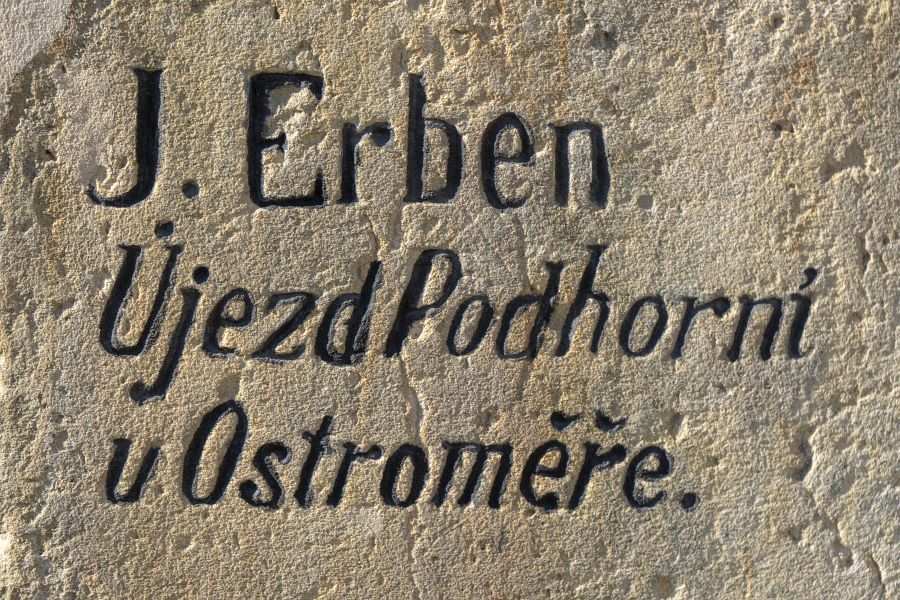 J. Erben
Újezd Podhorní
u Ostroměře.